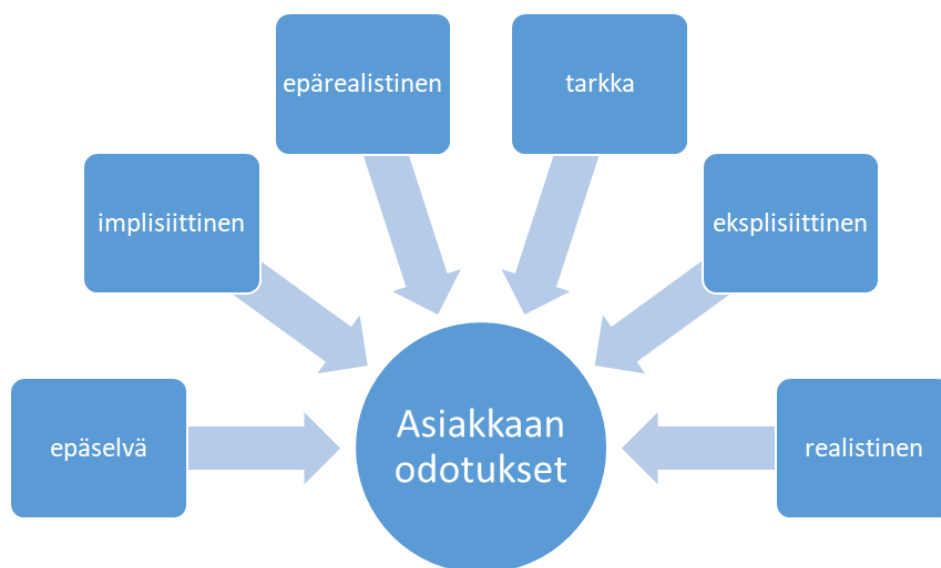 epärealistinen
tarkka
implisiittinen
eksplisiittinen
epäselvä
Asiakkaan
odotukset
realistinen